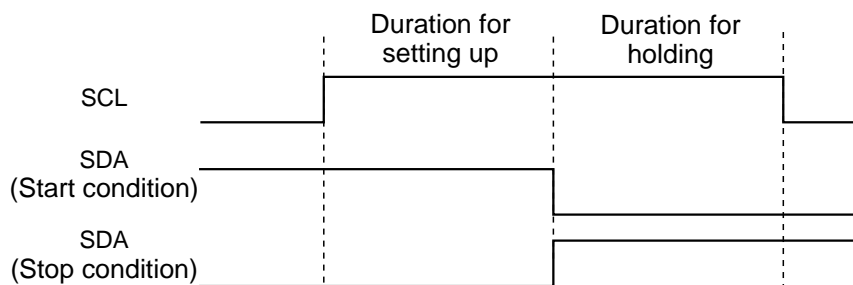 Duration for
setting up
Duration for
holding
SCL
SDA
(Start condition)
SDA
(Stop condition)